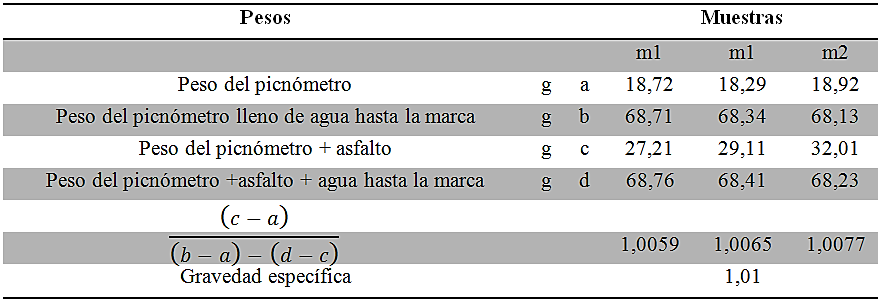 Pesos Muestras
m1 m1 m2
Peso del picnómetro g a 18,72 18,29 18,92
Peso del picnómetro lleno de agua hasta la marca g b 68,71 68,34 68,13
Peso del picnómetro + asfalto g c 27,21 29,11 32,01
Peso del picnómetro +asfalto + agua hasta la marca g d 68,76 68,41 68,23
(c − a)
(b − a) − (d − c) 1,0059 1,0065 1,0077
Gravedad específica 1,01